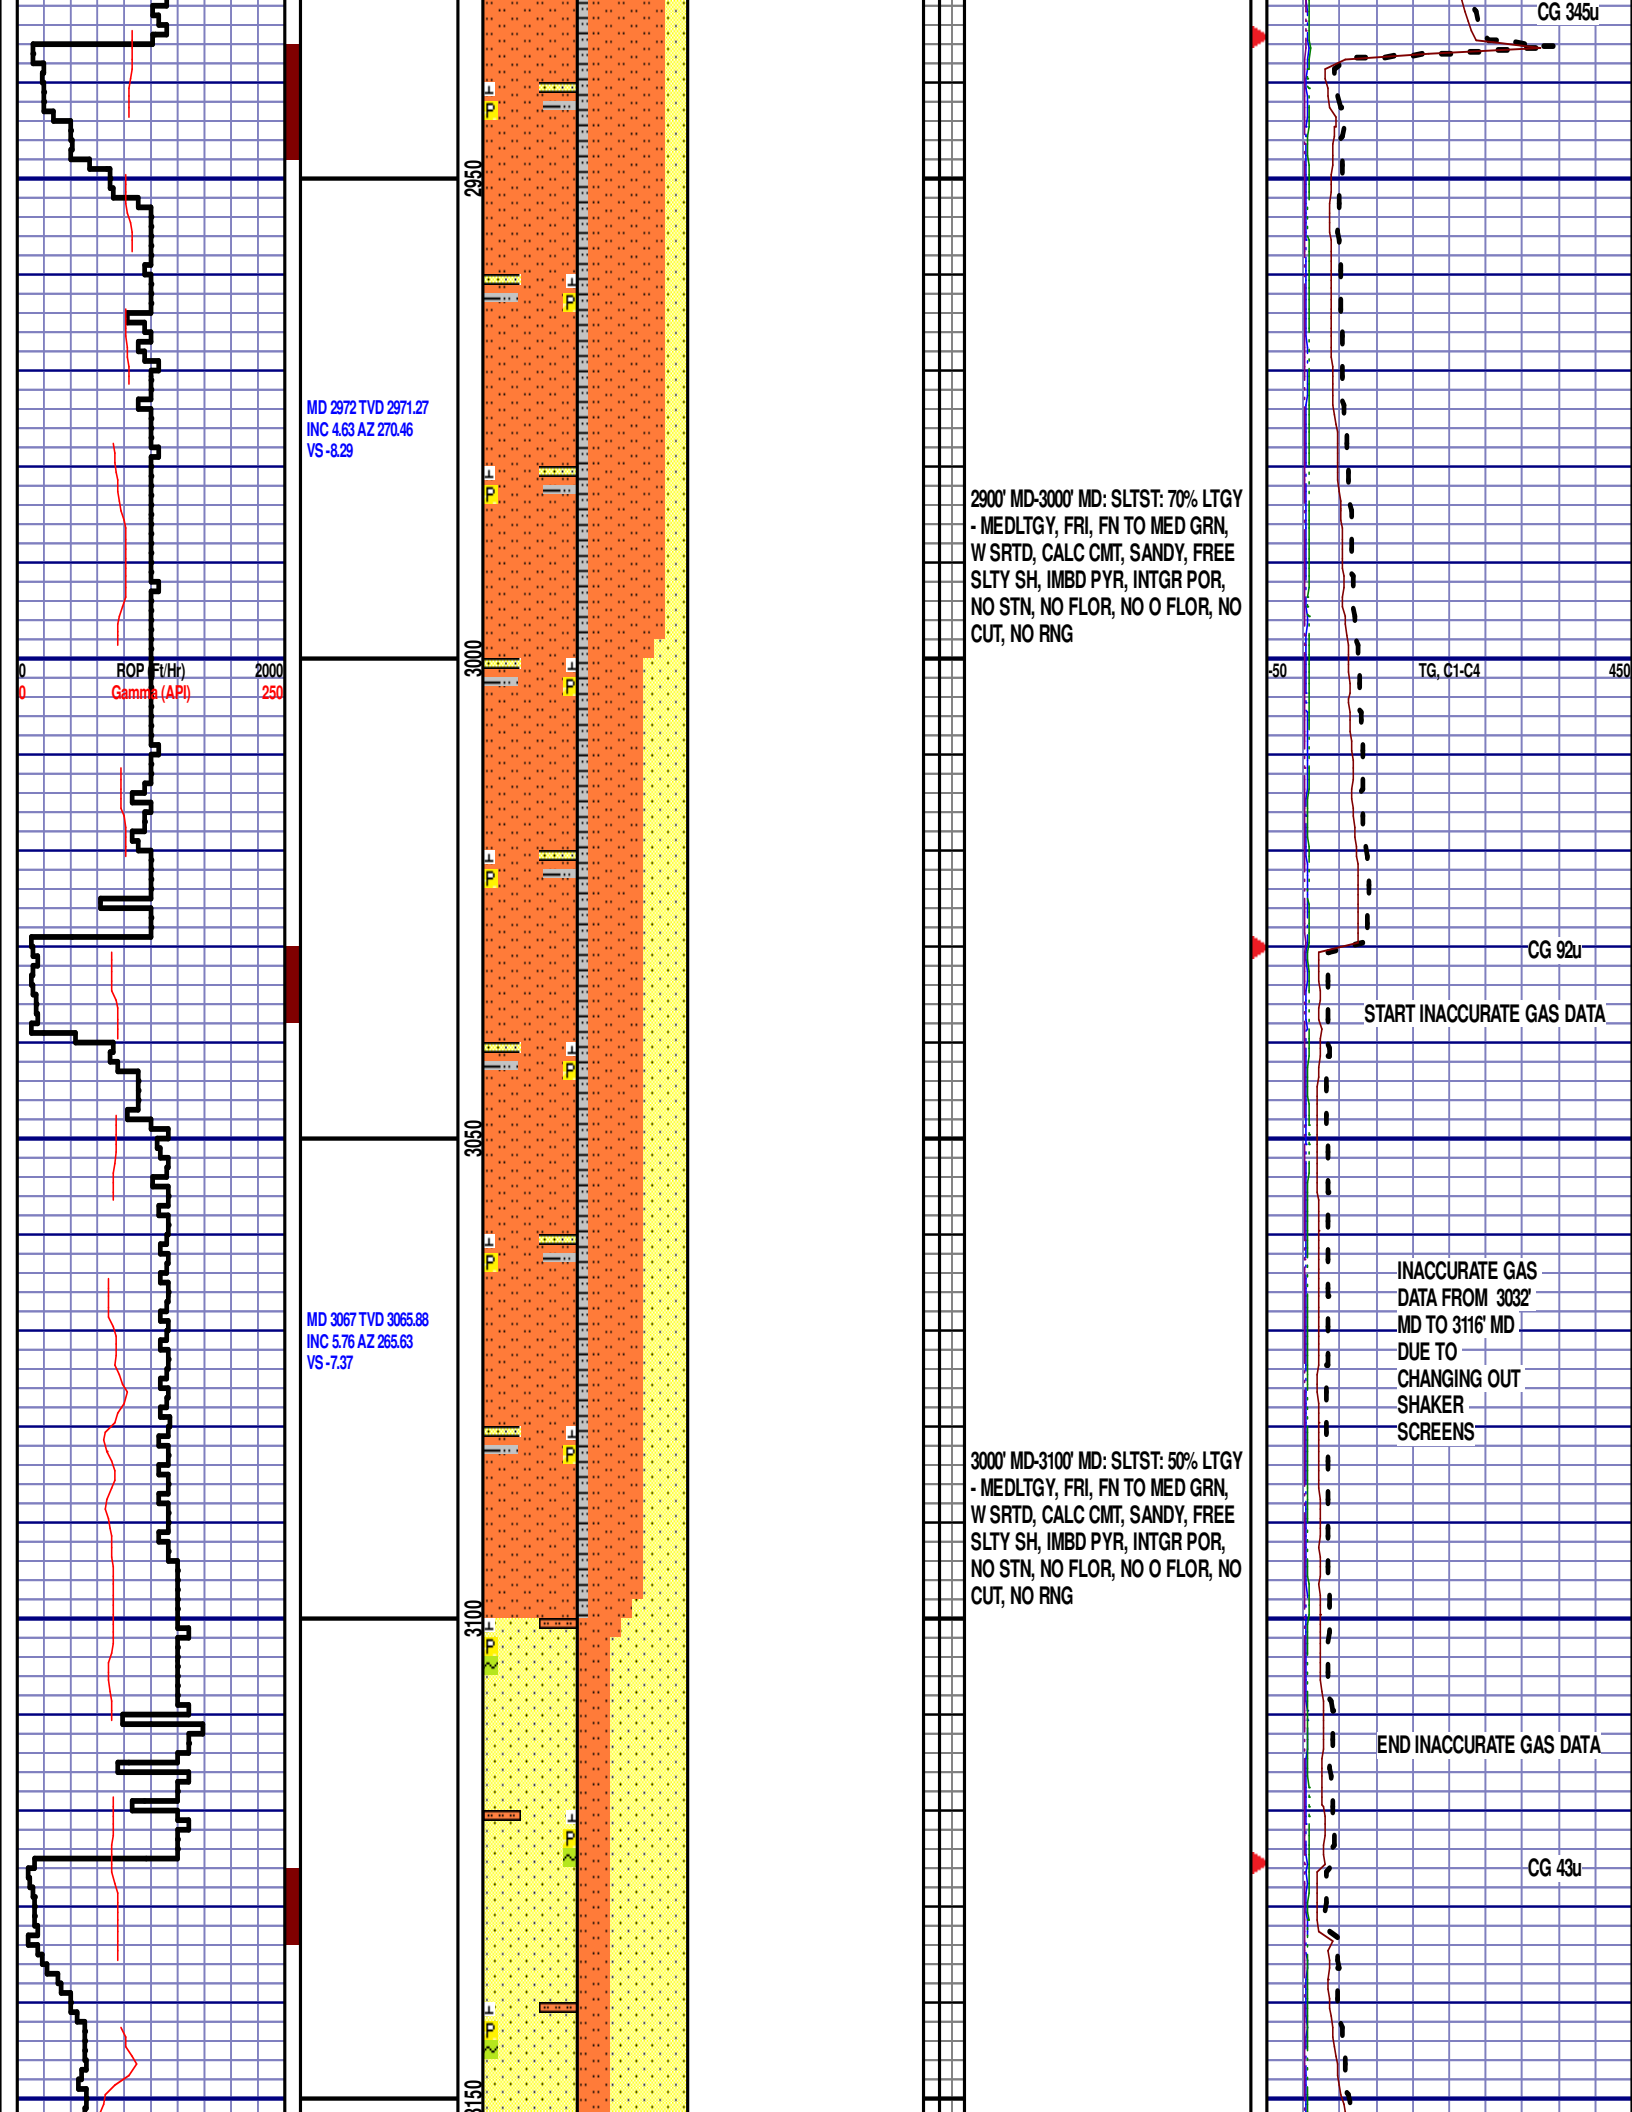 CG 345u
2950
MD 2972 TVD 2971.27
INC 4.63 AZ 270.46
VS -8.29
2900' MD-3000' MD: SLTST: 70% LTGY
- MEDLTGY, FRI, FN TO MED GRN,
W SRTD, CALC CMT, SANDY, FREE
SLTY SH, IMBD PYR, INTGR POR,
NO STN, NO FLOR, NO O FLOR, NO
CUT, NO RNG
3000
0 ROP (Ft/Hr) 2000
0 Gamma (API) 250
-50 TG, C1-C4 450
CG 92u
START INACCURATE GAS DATA
3050
INACCURATE GAS
DATA FROM 3032'
MD TO 3116' MD
DUE TO
CHANGING OUT
SHAKER
SCREENS
MD 3067 TVD 3065.88
INC 5.76 AZ 265.63
VS -7.37
3000' MD-3100' MD: SLTST: 50% LTGY
- MEDLTGY, FRI, FN TO MED GRN,
W SRTD, CALC CMT, SANDY, FREE
SLTY SH, IMBD PYR, INTGR POR,
NO STN, NO FLOR, NO O FLOR, NO
CUT, NO RNG
3100
END INACCURATE GAS DATA
CG 43u
3150
P
P
P
P
P
P
P
P
P
P
P